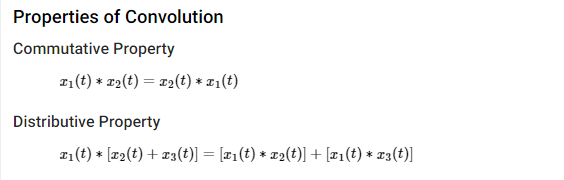 Properties of Convolution
Commutative Property
x₁(t) * x₂(t) = x₂(t) * x₁(t)
Distributive Property
x₁(t) * [x₂(t) + x₃(t)] = [x₁(t) * x₂(t)] + [x₁(t) * x₃(t)]